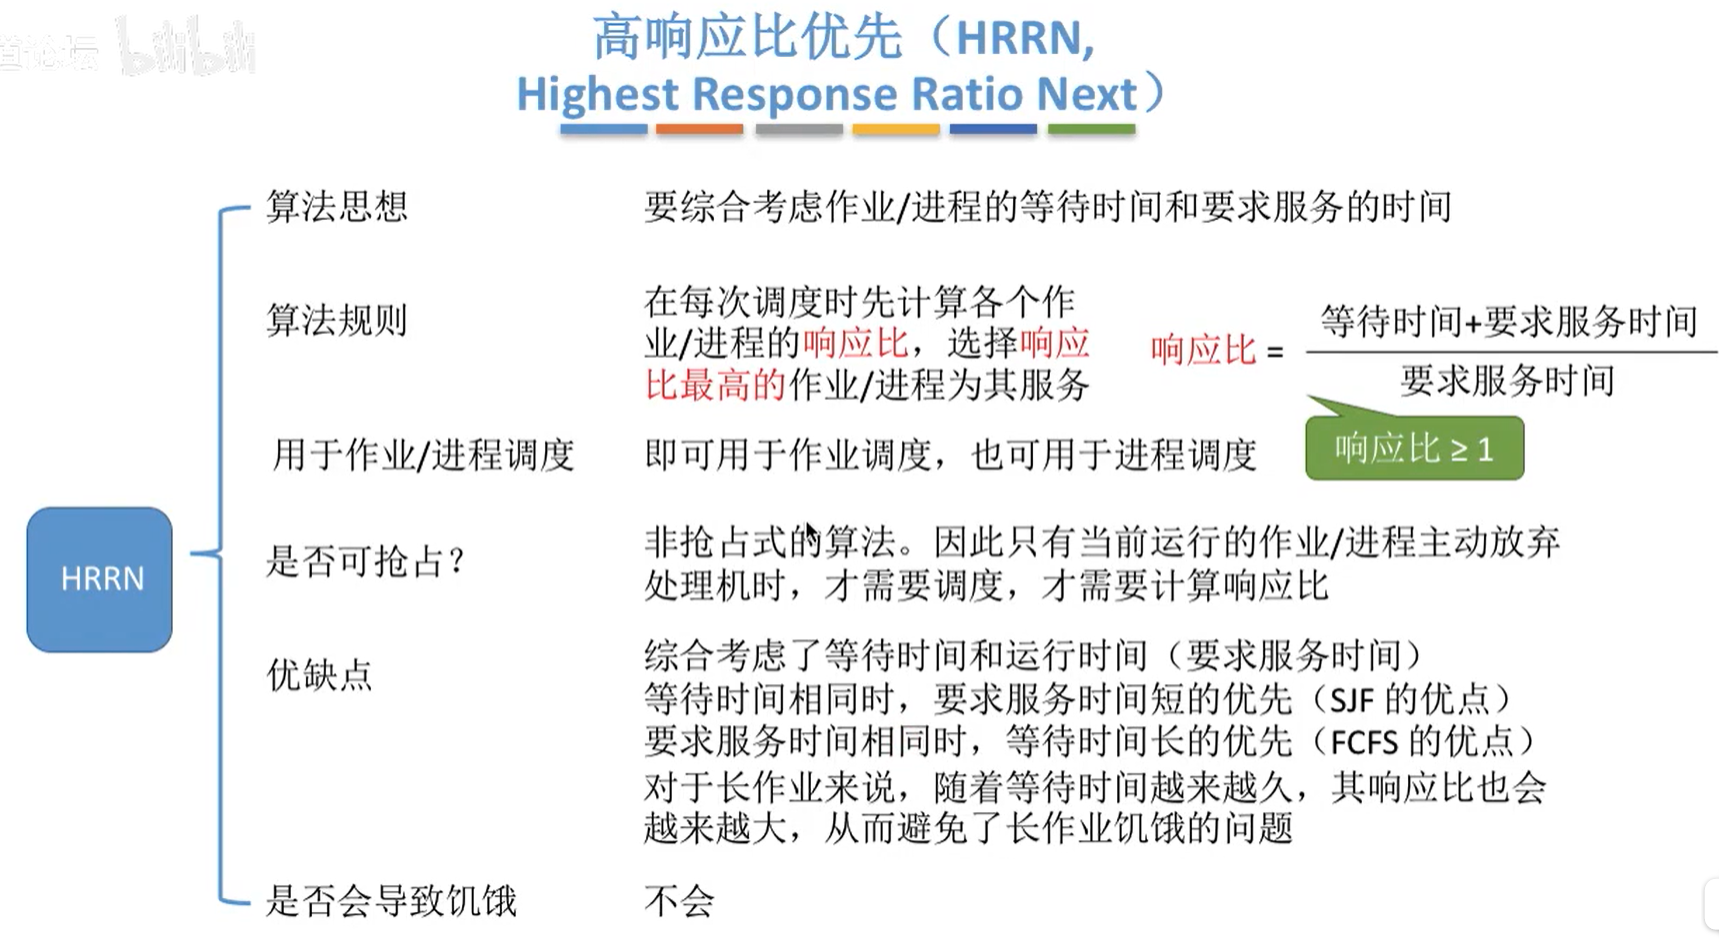 道论坛 bilibili
高响应比优先（HRRN,
Highest Response Ratio Next）
算法思想
要综合考虑作业/进程的等待时间和要求服务的时间
算法规则
在每次调度时先计算各个作
业/进程的响应比，选择响应
比最高的作业/进程为其服务
响应比 =
等待时间+要求服务时间
要求服务时间
响应比 ≥ 1
用于作业/进程调度
即可用于作业调度，也可用于进程调度
HRRN
是否可抢占？
非抢占式的算法。因此只有当前运行的作业/进程主动放弃
处理机时，才需要调度，才需要计算响应比
优缺点
综合考虑了等待时间和运行时间（要求服务时间）
等待时间相同时，要求服务时间短的优先（SJF 的优点）
要求服务时间相同时，等待时间长的优先（FCFS 的优点）
对于长作业来说，随着等待时间越来越久，其响应比也会
越来越大，从而避免了长作业饥饿的问题
是否会导致饥饿
不会